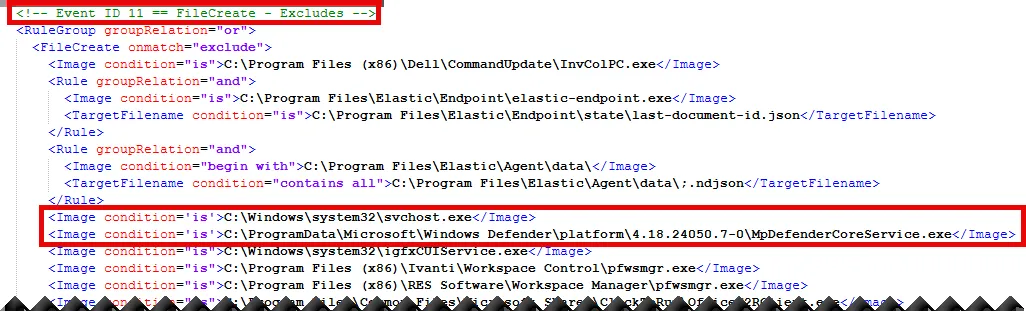 <!-- Event ID 11 == FileCreate - Excludes -->
<RuleGroup groupRelation="or">
<FileCreate onmatch="exclude">
<Image condition="is">C:\Program Files (x86)\Dell\CommandUpdate\InvColPC.exe</Image>
<Rule groupRelation="and">
<Image condition="is">C:\Program Files\Elastic\Endpoint\elastic-endpoint.exe</Image>
<TargetFilename condition="is">C:\Program Files\Elastic\Endpoint\state\last-document-id.json</TargetFilename>
</Rule>
<Rule groupRelation="and">
<Image condition="begin with">C:\Program Files\Elastic\Agent\data\</Image>
<TargetFilename condition="contains all">C:\Program Files\Elastic\Agent\data\;.ndjson</TargetFilename>
</Rule>
<Image condition='is'>C:\Windows\system32\svchost.exe</Image>
<Image condition='is'>C:\ProgramData\Microsoft\Windows Defender\platform\4.18.24050.7-0\MpDefenderCoreService.exe</Image>
<Image condition="is">C:\Windows\system32\igfxCUIService.exe</Image>
<Image condition="is">C:\Program Files (x86)\Ivanti\Workspace Control\pfwsmgr.exe</Image>
<Image condition="is">C:\Program Files (x86)\RES Software\Workspace Manager\pfwsmgr.exe</Image>